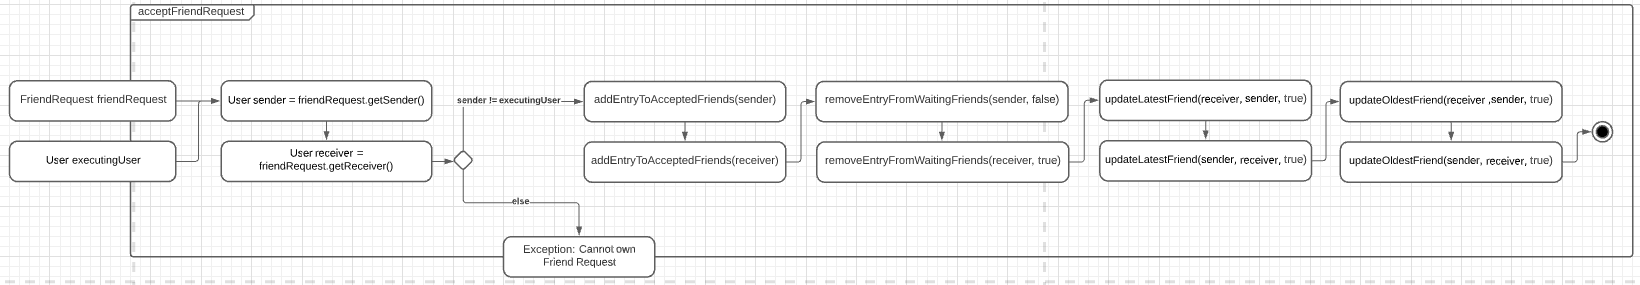 acceptFriendRequest
FriendRequest friendRequest
User executingUser
User sender = friendRequest.getSender()
User receiver =
friendRequest.getReceiver()
sender != executingUser
else
Exception: Cannot own
Friend Request
addEntryToAcceptedFriends(sender)
addEntryToAcceptedFriends(receiver)
removeEntryFromWaitingFriends(sender, false)
removeEntryFromWaitingFriends(receiver, true)
updateLatestFriend(receiver, sender, true)
updateLatestFriend(sender, receiver, true)
updateOldestFriend(receiver ,sender, true)
updateOldestFriend(sender, receiver, true)